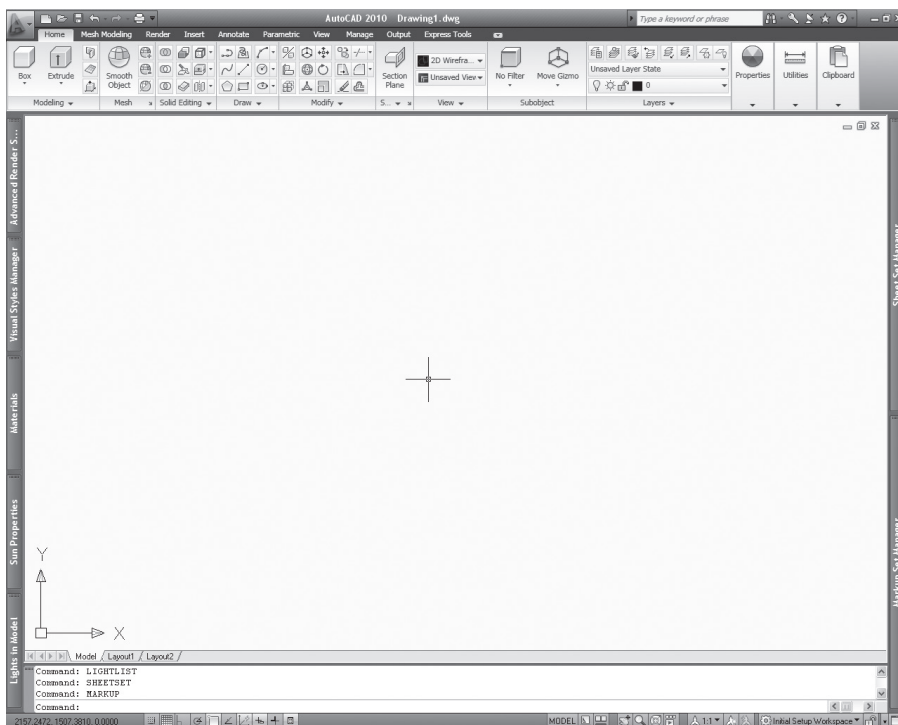 AutoCAD 2010 Drawing1.dwg
Type a keyword or phrase
Home Mesh Modeling Render Insert Annotate Parametric View Manage Output Express Tools
Box Extrude Smooth Object Section Plane 2D Wirefra... Unsaved View No Filter Move Gizmo Unsaved Layer State 0 Properties Utilities Clipboard
Modeling Mesh Solid Editing Draw Modify S... View Subobject Layers
Advanced Render S...
Visual Styles Manager
Materials
Sun Properties
Lights in Model
Sheet Set Manager
Markup Set Manager
Y
X
Model Layout1 Layout2
Command: LIGHTLIST
Command: SHEETSET
Command: MARKUP
Command:
2157.2472, 1507.3810, 0.0000 MODEL 1:1 Initial Setup Workspace